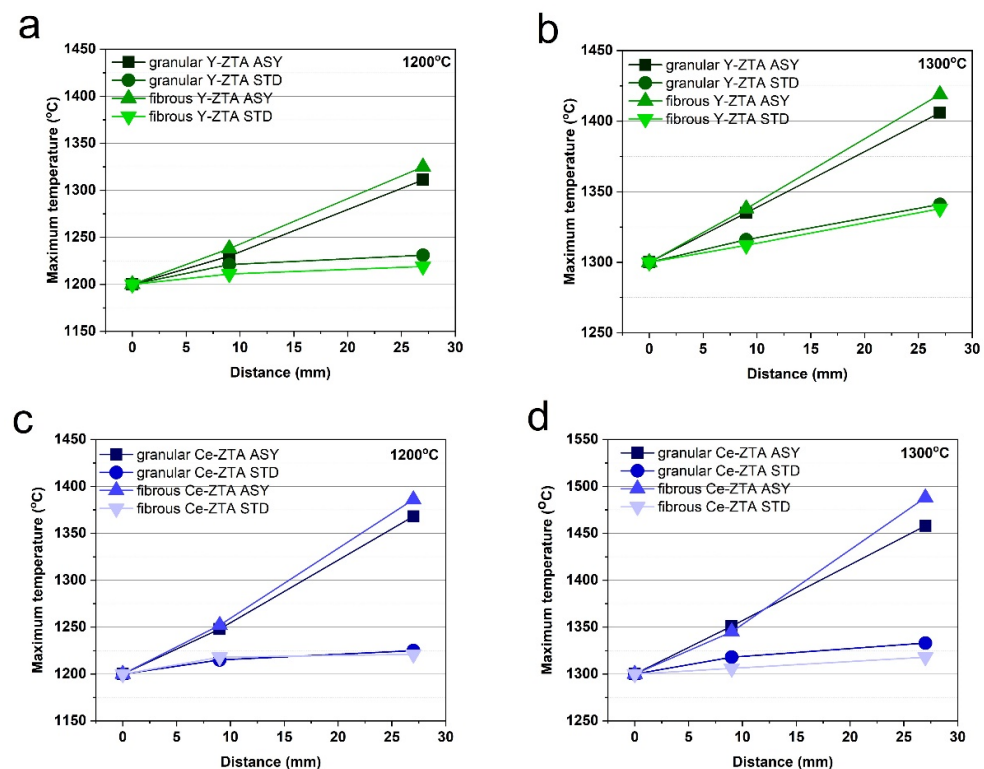 a
1200°C
granular Y-ZTA ASY
granular Y-ZTA STD
fibrous Y-ZTA ASY
fibrous Y-ZTA STD
Maximum temperature (°C)
1450
1400
1350
1300
1250
1200
1150
0 5 10 15 20 25 30
Distance (mm)
b
1300°C
granular Y-ZTA ASY
granular Y-ZTA STD
fibrous Y-ZTA ASY
fibrous Y-ZTA STD
Maximum temperature (°C)
1450
1400
1350
1300
1250
0 5 10 15 20 25 30
Distance (mm)
c
1200°C
granular Ce-ZTA ASY
granular Ce-ZTA STD
fibrous Ce-ZTA ASY
fibrous Ce-ZTA STD
Maximum temperature (°C)
1450
1400
1350
1300
1250
1200
1150
0 5 10 15 20 25 30
Distance (mm)
d
1300°C
granular Ce-ZTA ASY
granular Ce-ZTA STD
fibrous Ce-ZTA ASY
fibrous Ce-ZTA STD
Maximum temperature (°C)
1550
1500
1450
1400
1350
1300
1250
0 5 10 15 20 25 30
Distance (mm)